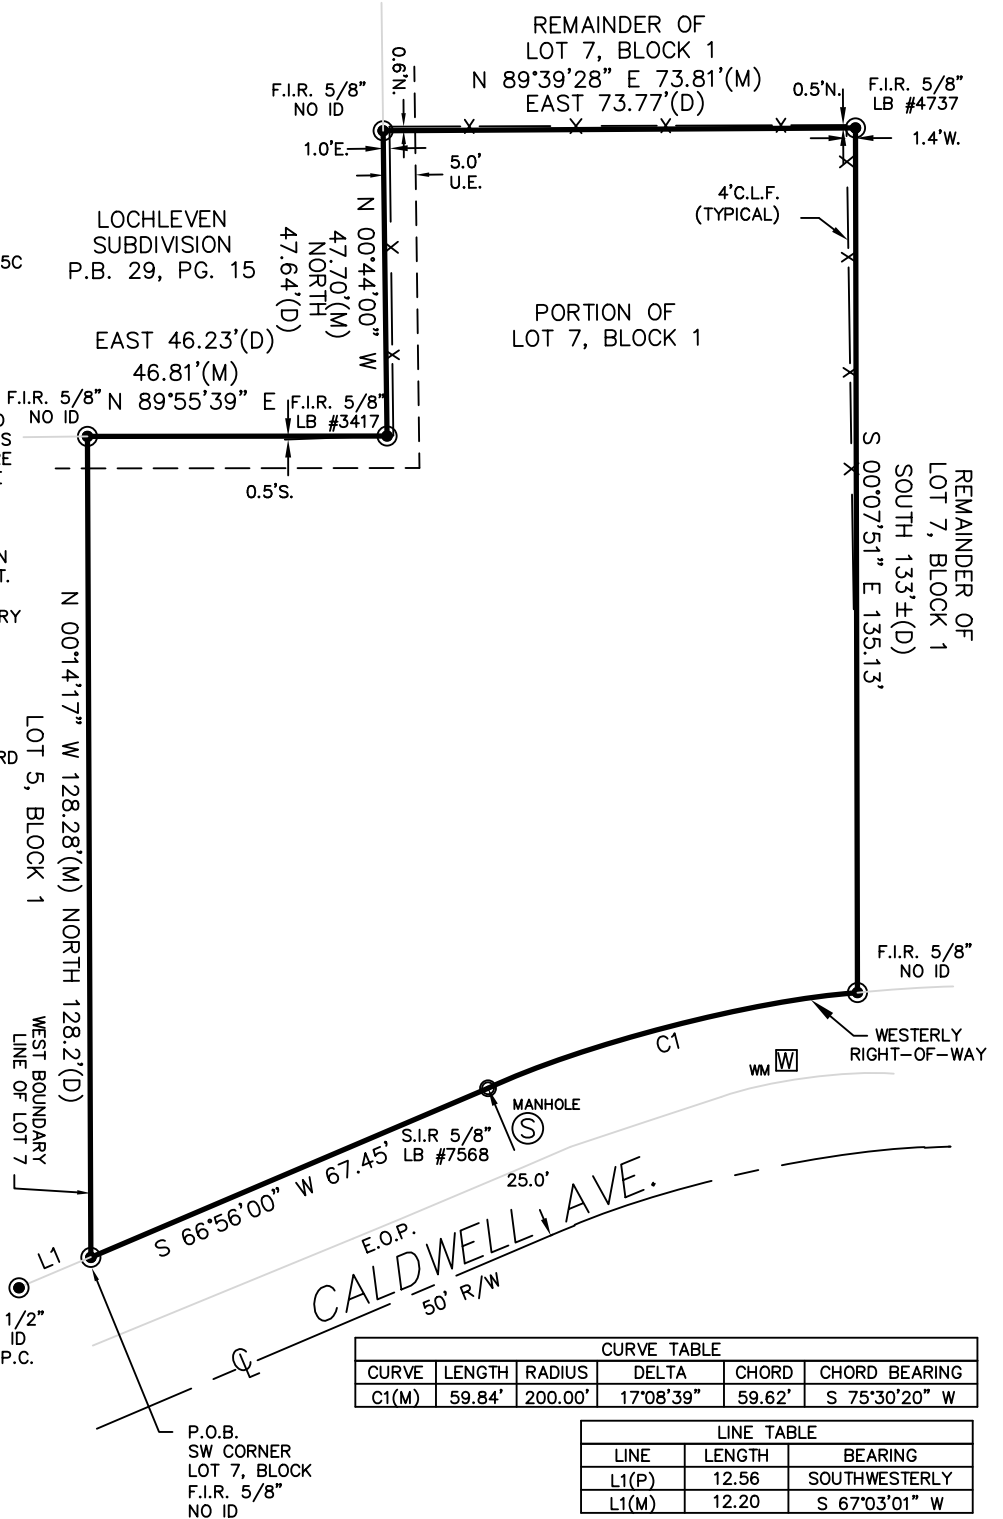 REMAINDER OF
LOT 7, BLOCK 1
N 89°39'28" E 73.81'(M)
EAST 73.77'(D)
0.6'N.
F.I.R. 5/8"
NO ID
0.5'N.
F.I.R. 5/8"
LB #4737
1.0'E.
1.4'W.
5.0'
U.E.
4'C.L.F.
(TYPICAL)
LOCHLEVEN
SUBDIVISION
P.B. 29, PG. 15
5C
N 00°44'00" W
47.70'(M)
NORTH
47.64'(D)
PORTION OF
LOT 7, BLOCK 1
EAST 46.23'(D)
46.81'(M)
N 89°55'39" E
F.I.R. 5/8"
NO ID
F.I.R. 5/8"
LB #3417
S
RE
0.5'S.
N
T.
RY
RD
S 00°07'51" E 135.13'
SOUTH 133'±(D)
REMAINDER OF
LOT 7, BLOCK 1
N 00°14'17" W 128.28'(M) NORTH 128.2'(D)
LOT 5, BLOCK 1
WEST BOUNDARY
LINE OF LOT 7
F.I.R. 5/8"
NO ID
WESTERLY
RIGHT-OF-WAY
C1
WM W
MANHOLE
S
S.I.R 5/8"
LB #7568
S 66°56'00" W 67.45'
25.0'
E.O.P.
CALDWELL AVE.
50' R/W
L1
1/2"
ID
P.C.
P.O.B.
SW CORNER
LOT 7, BLOCK
F.I.R. 5/8"
NO ID
CURVE TABLE
CURVE LENGTH RADIUS DELTA CHORD CHORD BEARING
C1(M) 59.84' 200.00' 17°08'39" 59.62' S 75°30'20" W
LINE TABLE
LINE LENGTH BEARING
L1(P) 12.56 SOUTHWESTERLY
L1(M) 12.20 S 67°03'01" W